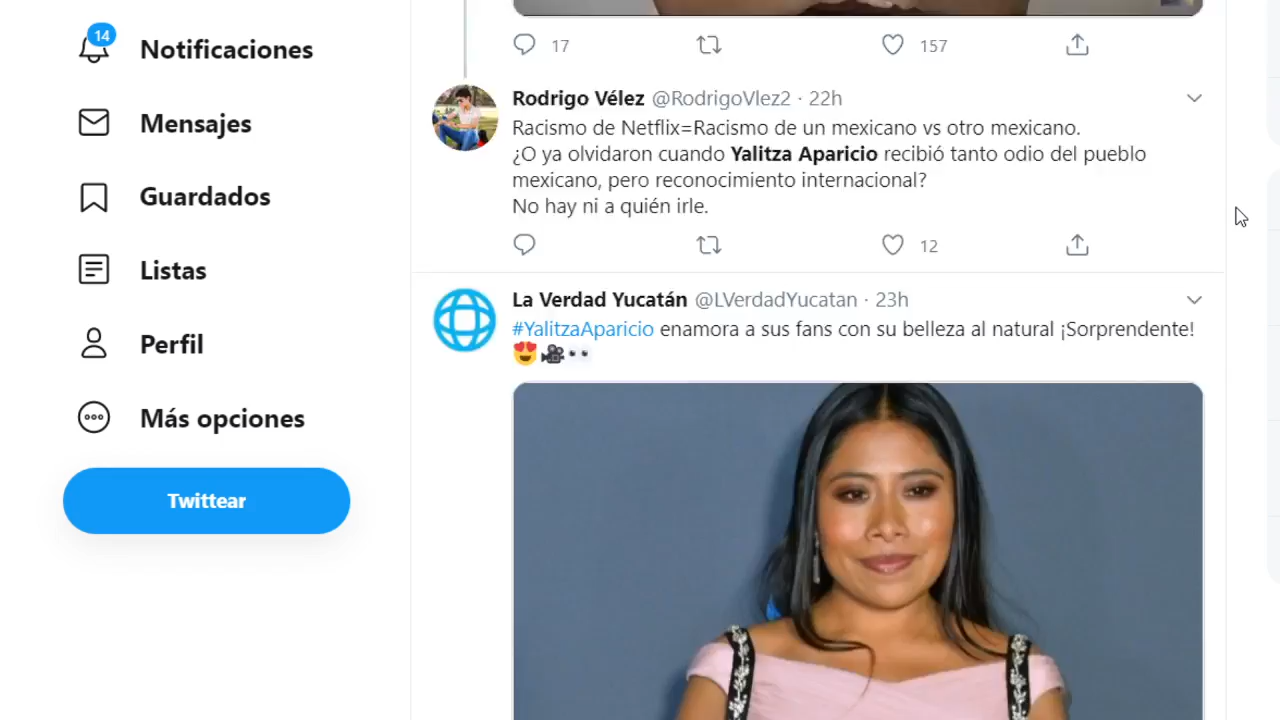 14
Notificaciones
Mensajes
Guardados
Listas
Perfil
Más opciones
Twittear
17 157
Rodrigo Vélez @RodrigoVlez2 · 22h
Racismo de Netflix=Racismo de un mexicano vs otro mexicano.
¿O ya olvidaron cuando Yalitza Aparicio recibió tanto odio del pueblo
mexicano, pero reconocimiento internacional?
No hay ni a quién irle.
12
La Verdad Yucatán @LVerdadYucatan · 23h
#YalitzaAparicio enamora a sus fans con su belleza al natural ¡Sorprendente!
😍🎥👀